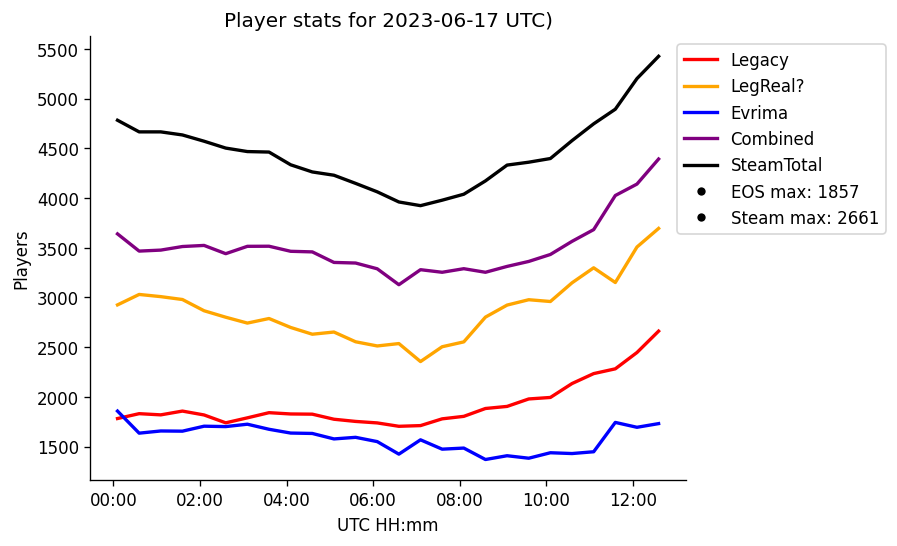 Player stats for 2023-06-17 UTC)
Players
5500
5000
4500
4000
3500
3000
2500
2000
1500
00:00 02:00 04:00 06:00 08:00 10:00 12:00
UTC HH:mm
Legacy
LegReal?
Evrima
Combined
SteamTotal
EOS max: 1857
Steam max: 2661